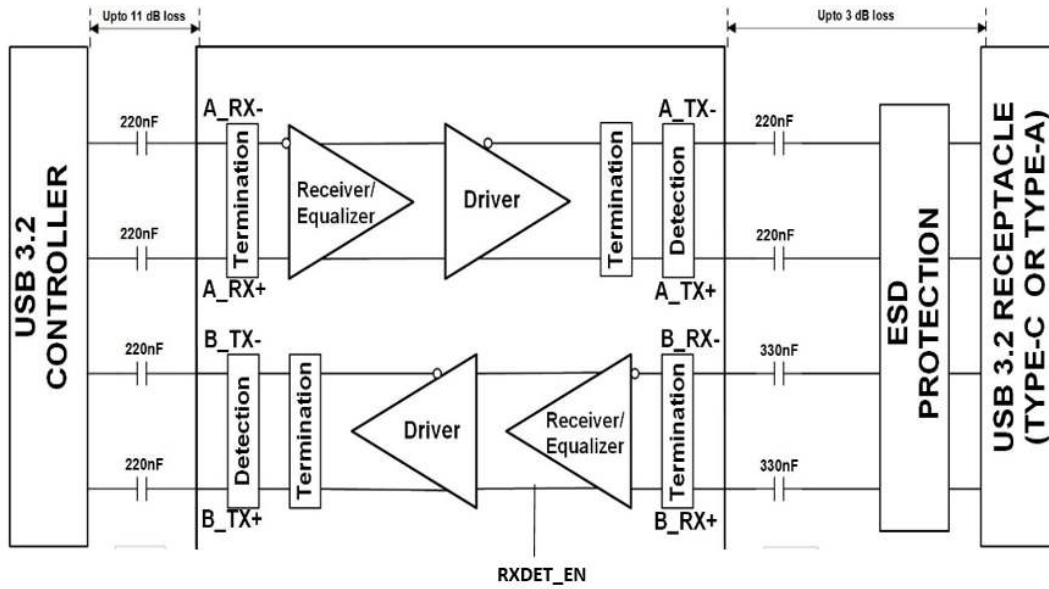 Upto 11 dB loss
Upto 3 dB loss
USB 3.2
CONTROLLER
220nF
A_RX-
Termination
Receiver/
Equalizer
Driver
Termination
A_TX-
Detection
220nF
220nF
A_RX+
A_TX+
220nF
220nF
B_TX-
Detection
Termination
Driver
Receiver/
Equalizer
B_RX-
Termination
330nF
220nF
B_TX+
B_RX+
330nF
ESD
PROTECTION
USB 3.2 RECEPTACLE
(TYPE-C OR TYPE-A)
RXDET_EN